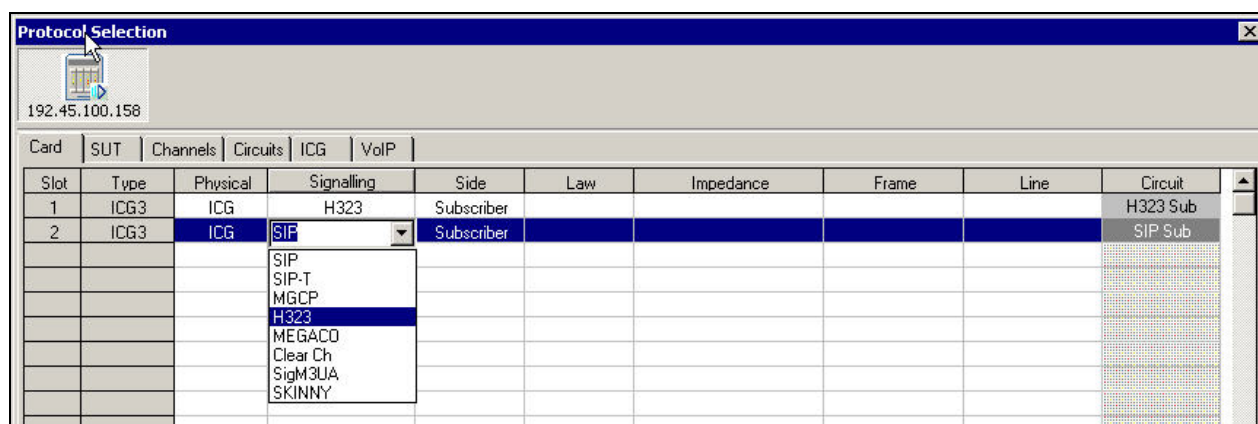 Protocol Selection
192.45.100.158
Card SUT Channels Circuits ICG VoIP
Slot Type Physical Signalling Side Law Impedance Frame Line Circuit
1 ICG3 ICG H323 Subscriber H323 Sub
2 ICG3 ICG SIP Subscriber SIP Sub
SIP
SIP-T
MGCP
H323
MEGACO
Clear Ch
SigM3UA
SKINNY